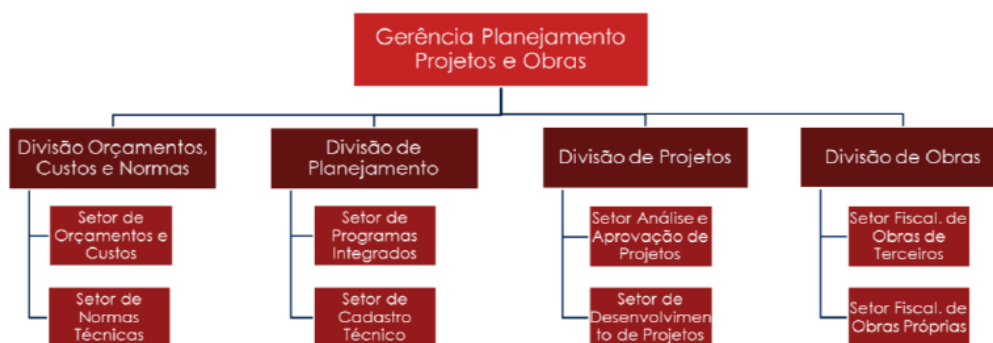 Gerência Planejamento
Projetos e Obras
Divisão Orçamentos,
Custos e Normas
Divisão de
Planejamento
Divisão de Projetos
Divisão de Obras
Setor de
Orçamentos e
Custos
Setor de
Programas
Integrados
Setor Análise e
Aprovação de
Projetos
Setor Fiscal. de
Obras de
Terceiros
Setor de
Normas
Técnicas
Setor de
Cadastro
Técnico
Setor de
Desenvolvimen
to de Projetos
Setor Fiscal. de
Obras Próprias